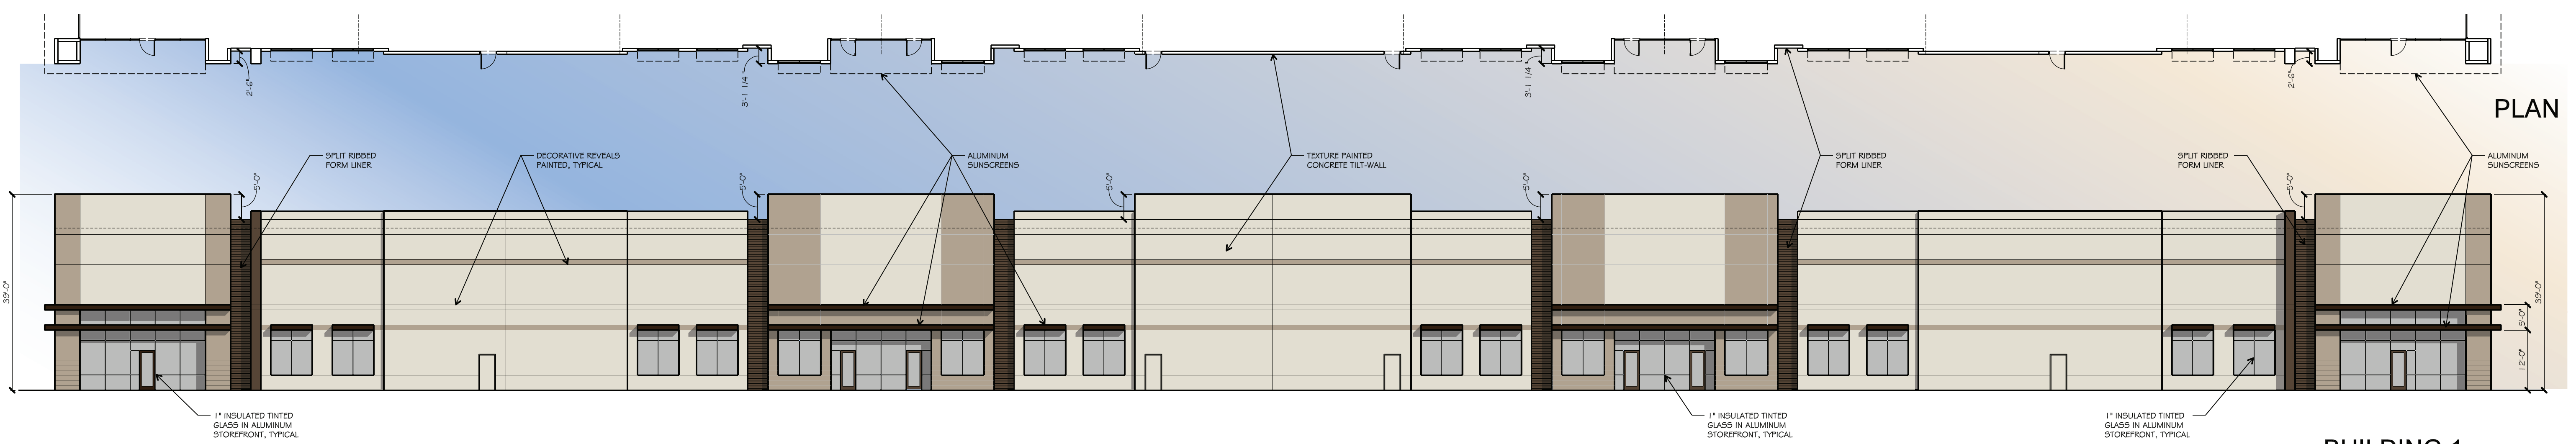 2'-6"
3'-1 1/4"
3'-1 1/4"
2'-6"
PLAN
SPLIT RIBBED
FORM LINER
DECORATIVE REVEALS
PAINTED, TYPICAL
ALUMINUM
SUNSCREENS
TEXTURE PAINTED
CONCRETE TILT-WALL
SPLIT RIBBED
FORM LINER
SPLIT RIBBED
FORM LINER
ALUMINUM
SUNSCREENS
5'-0"
5'-0"
5'-0"
5'-0"
5'-0"
39'-0"
39'-0"
5'-0"
12'-0"
1" INSULATED TINTED
GLASS IN ALUMINUM
STOREFRONT, TYPICAL
1" INSULATED TINTED
GLASS IN ALUMINUM
STOREFRONT, TYPICAL
1" INSULATED TINTED
GLASS IN ALUMINUM
STOREFRONT, TYPICAL
BUILDING 1